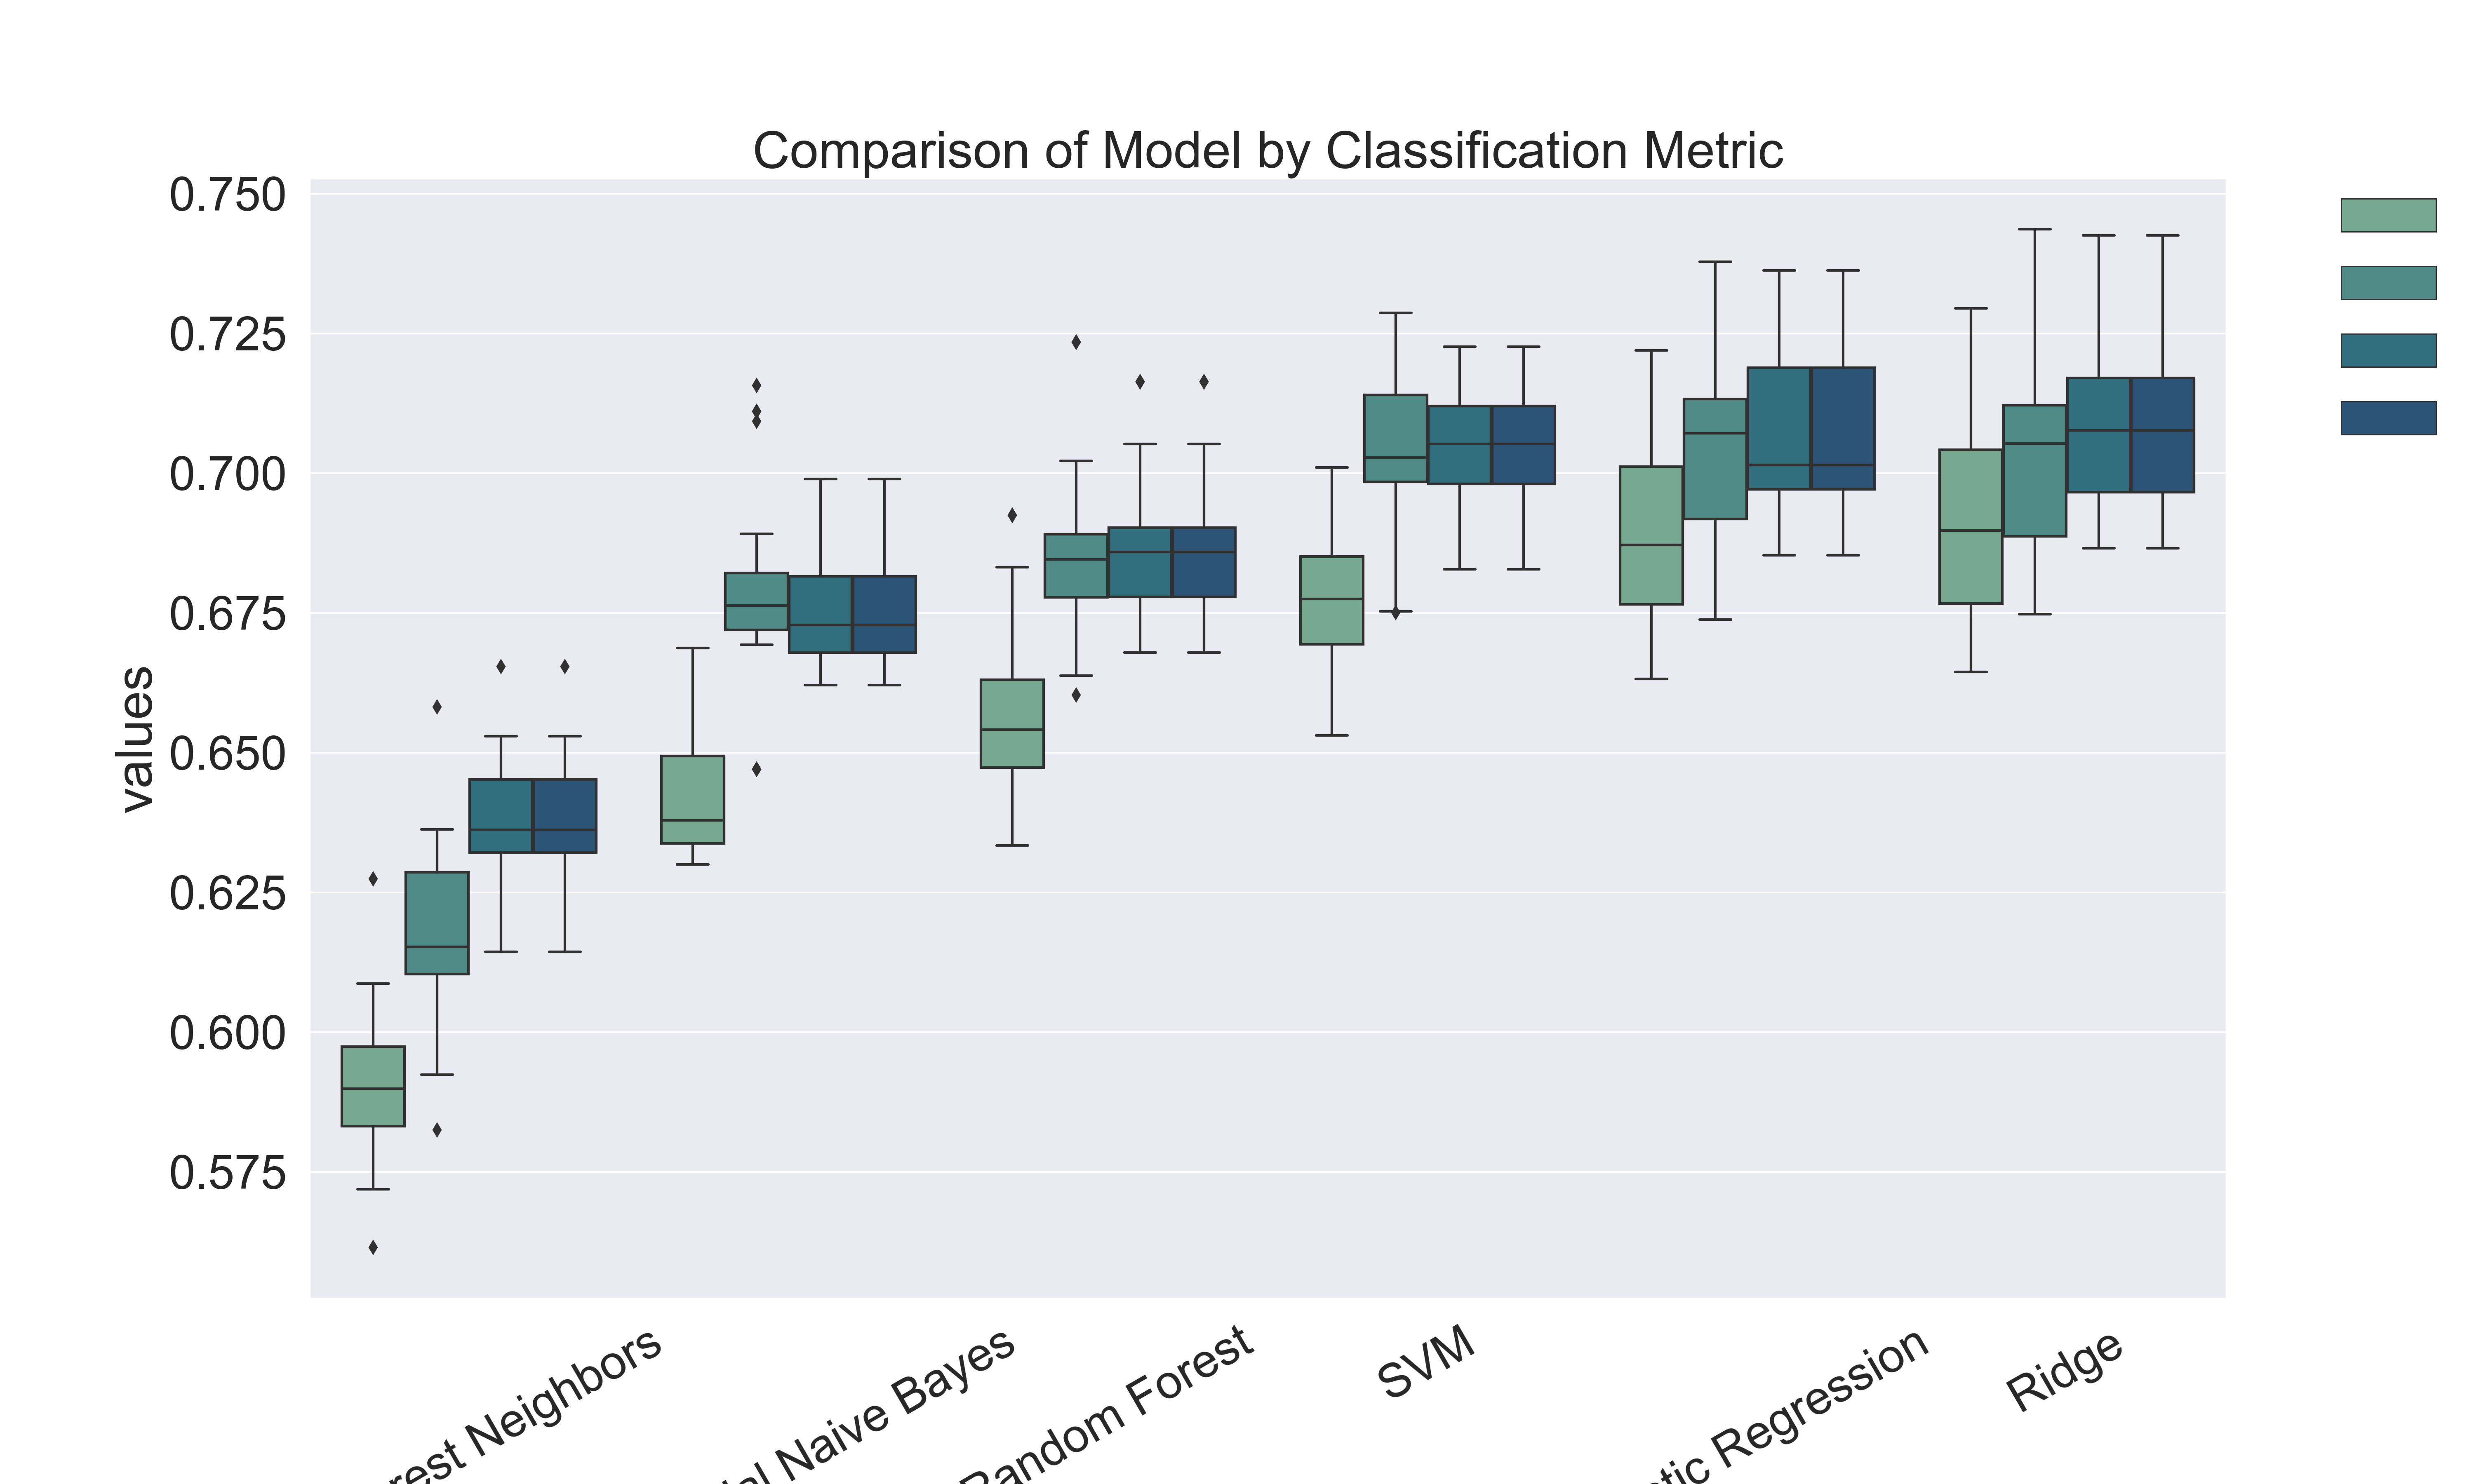 Comparison of Model by Classification Metric
0.750
0.725
0.700
0.675
0.650
0.625
0.600
0.575
values
Neighbors
Naive Bayes
Random Forest
SVM
Regression
Ridge